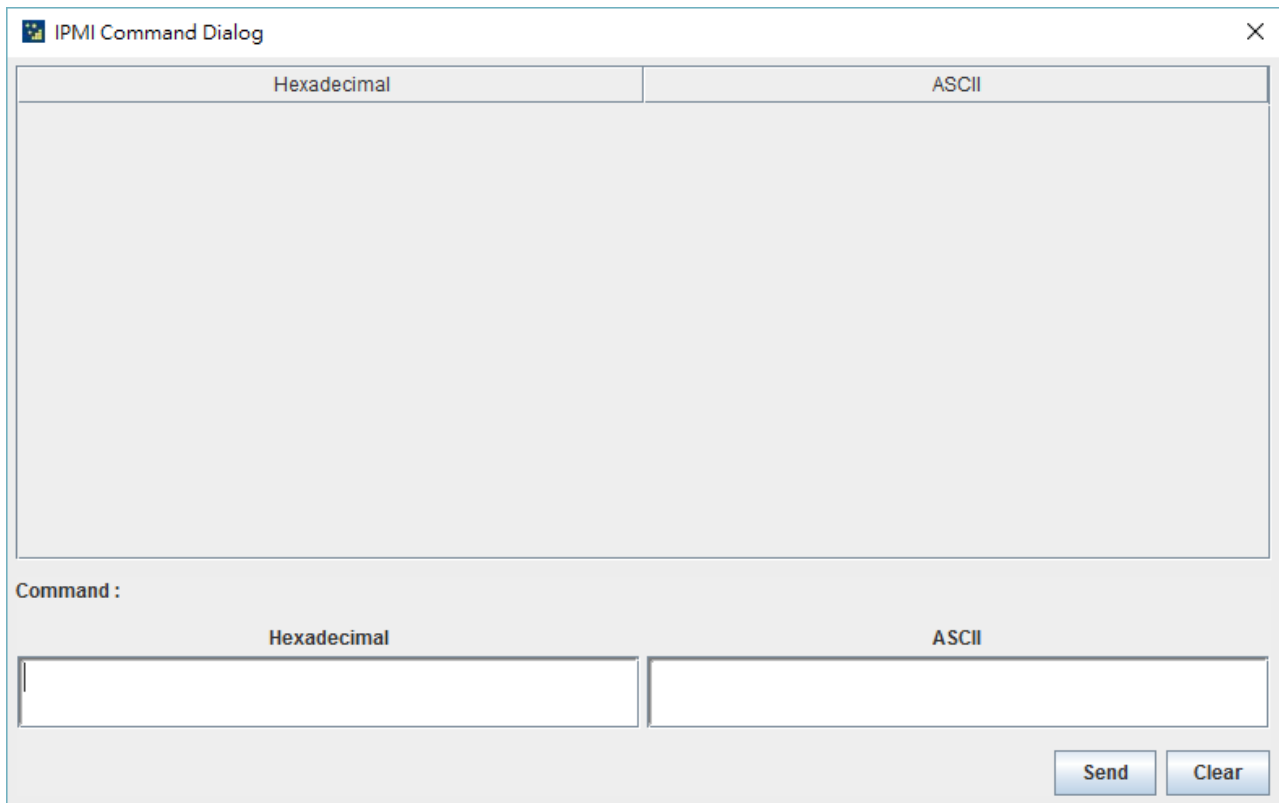 IPMI Command Dialog
Hexadecimal ASCII
Command :
Hexadecimal ASCII
Send Clear